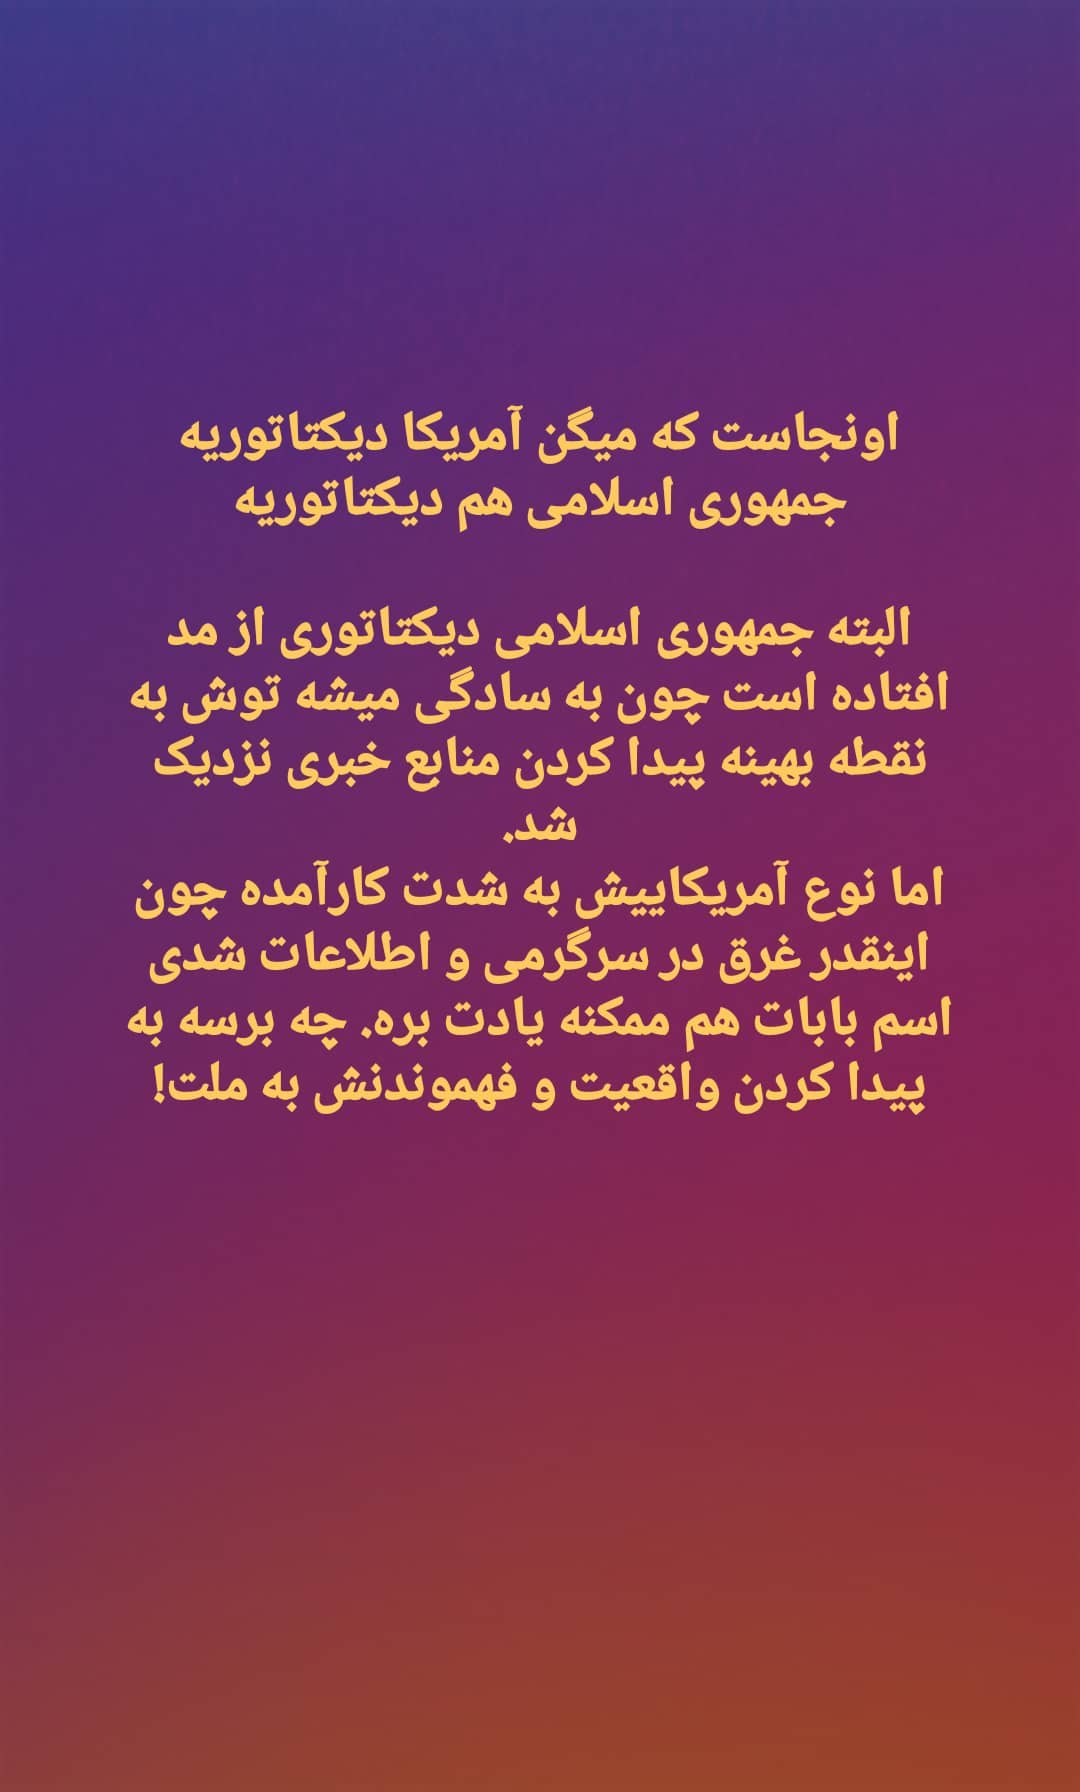 اونجاست که میگن آمریکا دیکتاتوریه
جمهوری اسلامی هم دیکتاتوریه
البته جمهوری اسلامی دیکتاتوری از مد
افتاده است چون به سادگی میشه توش به
نقطه بهینه پیدا کردن منابع خبری نزدیک
شد.
اما نوع آمریکاییش به شدت کارآمده چون
اینقدر غرق در سرگرمی و اطلاعات شدی
اسم بابات هم ممکنه یادت بره. چه برسه به
پیدا کردن واقعیت و فهموندنش به ملت!